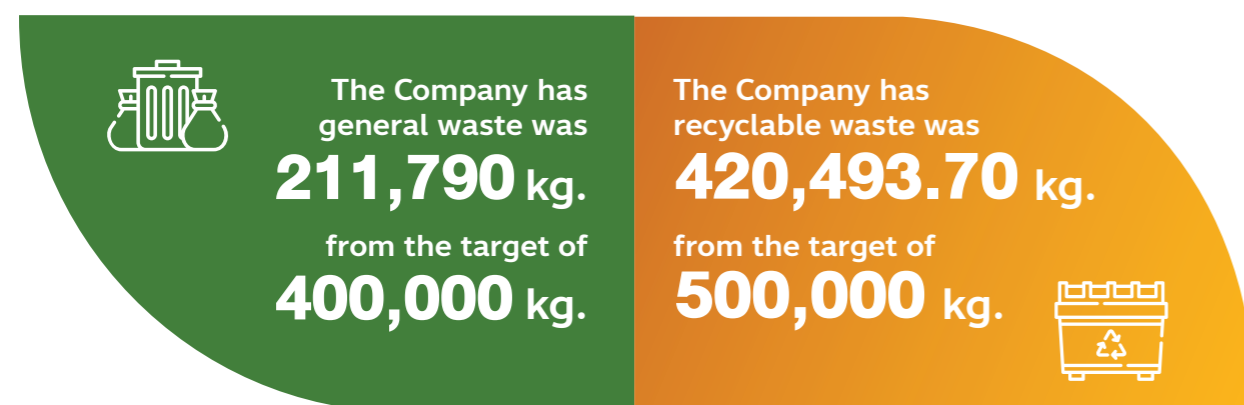 The Company has
general waste was
211,790 kg.
from the target of
400,000 kg.
The Company has
recyclable waste was
420,493.70 kg.
from the target of
500,000 kg.